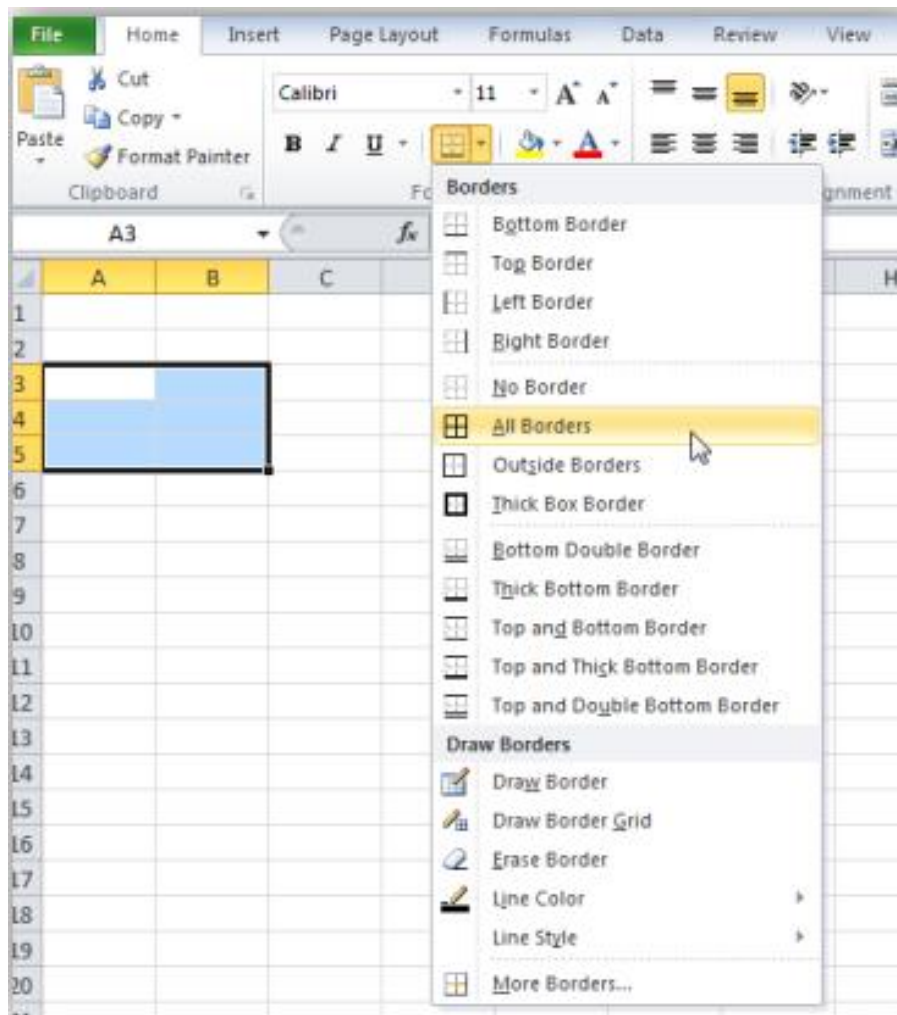 File Home Insert Page Layout Formulas Data Review View
Cut
Copy
Paste
Format Painter
Clipboard
Calibri 11 A A
B I U A
Fo
gnment
A3 fx
A B C H
1
2
3
4
5
6
7
8
9
10
11
12
13
14
15
16
17
18
19
20
Borders
Bottom Border
Top Border
Left Border
Right Border
No Border
All Borders
Outside Borders
Thick Box Border
Bottom Double Border
Thick Bottom Border
Top and Bottom Border
Top and Thick Bottom Border
Top and Double Bottom Border
Draw Borders
Draw Border
Draw Border Grid
Erase Border
Line Color
Line Style
More Borders...